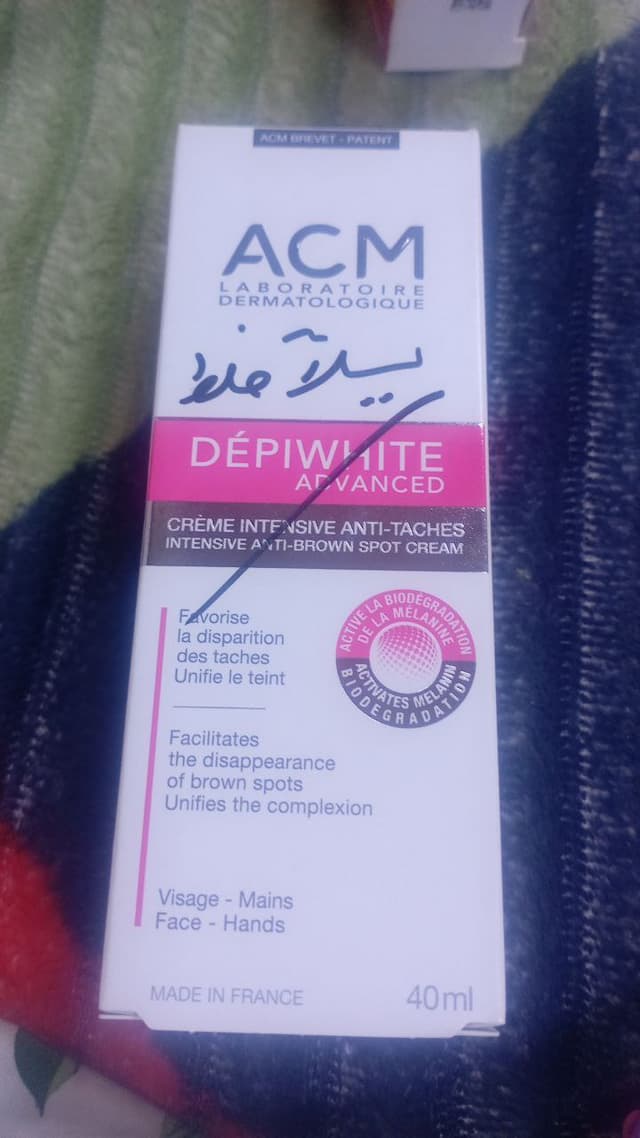 ACM BREVET - PATENT
ACM
LABORATOIRE
DERMATOLOGIQUE
DÉPIWHITE
ADVANCED
CRÈME INTENSIVE ANTI-TACHES
INTENSIVE ANTI-BROWN SPOT CREAM
Favorise
la disparition
des taches
Unifie le teint
ACTIVE LA BIODÉGRADATION
DE LA MÉLANINE
ACTIVATES MELANIN
BIODEGRADATION
Facilitates
the disappearance
of brown spots
Unifies the complexion
Visage - Mains
Face - Hands
MADE IN FRANCE
40ml